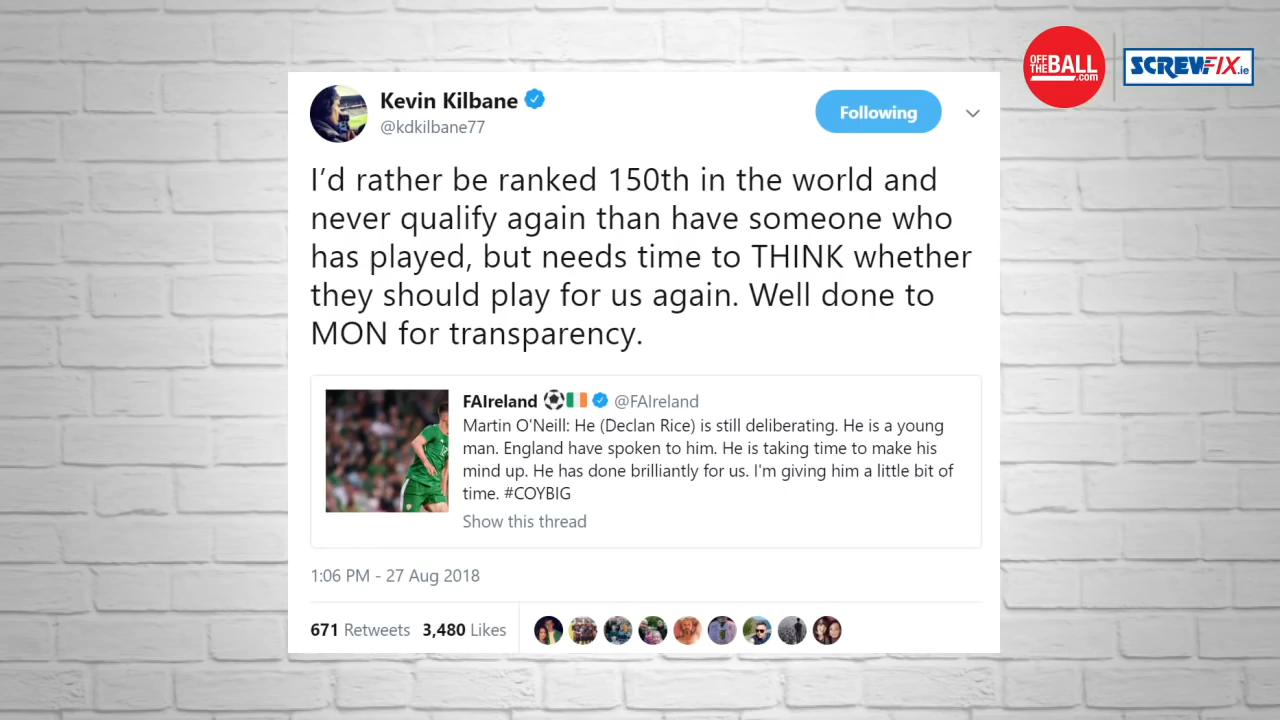 OFF
THE BALL
.com
SCREWFIX.ie
Kevin Kilbane
@kdkilbane77
Following
I’d rather be ranked 150th in the world and
never qualify again than have someone who
has played, but needs time to THINK whether
they should play for us again. Well done to
MON for transparency.
FAIreland ⚽🇮🇪 @FAIreland
Martin O'Neill: He (Declan Rice) is still deliberating. He is a young
man. England have spoken to him. He is taking time to make his
mind up. He has done brilliantly for us. I'm giving him a little bit of
time. #COYBIG
Show this thread
1:06 PM - 27 Aug 2018
671 Retweets 3,480 Likes